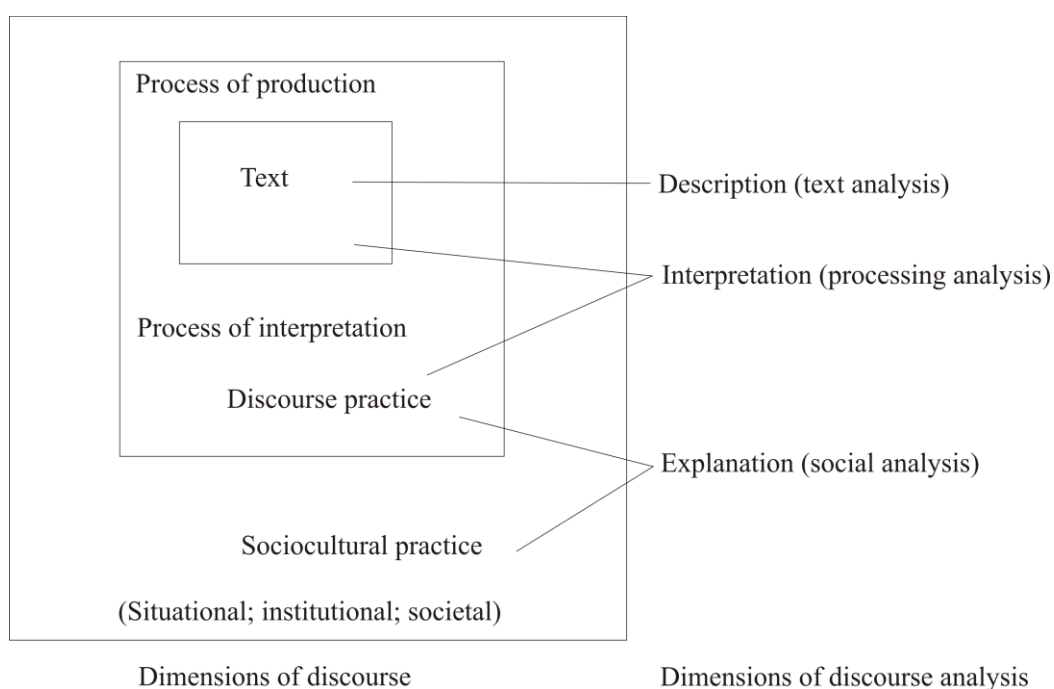 Process of production
Text
Description (text analysis)
Interpretation (processing analysis)
Process of interpretation
Discourse practice
Explanation (social analysis)
Sociocultural practice
(Situational; institutional; societal)
Dimensions of discourse
Dimensions of discourse analysis